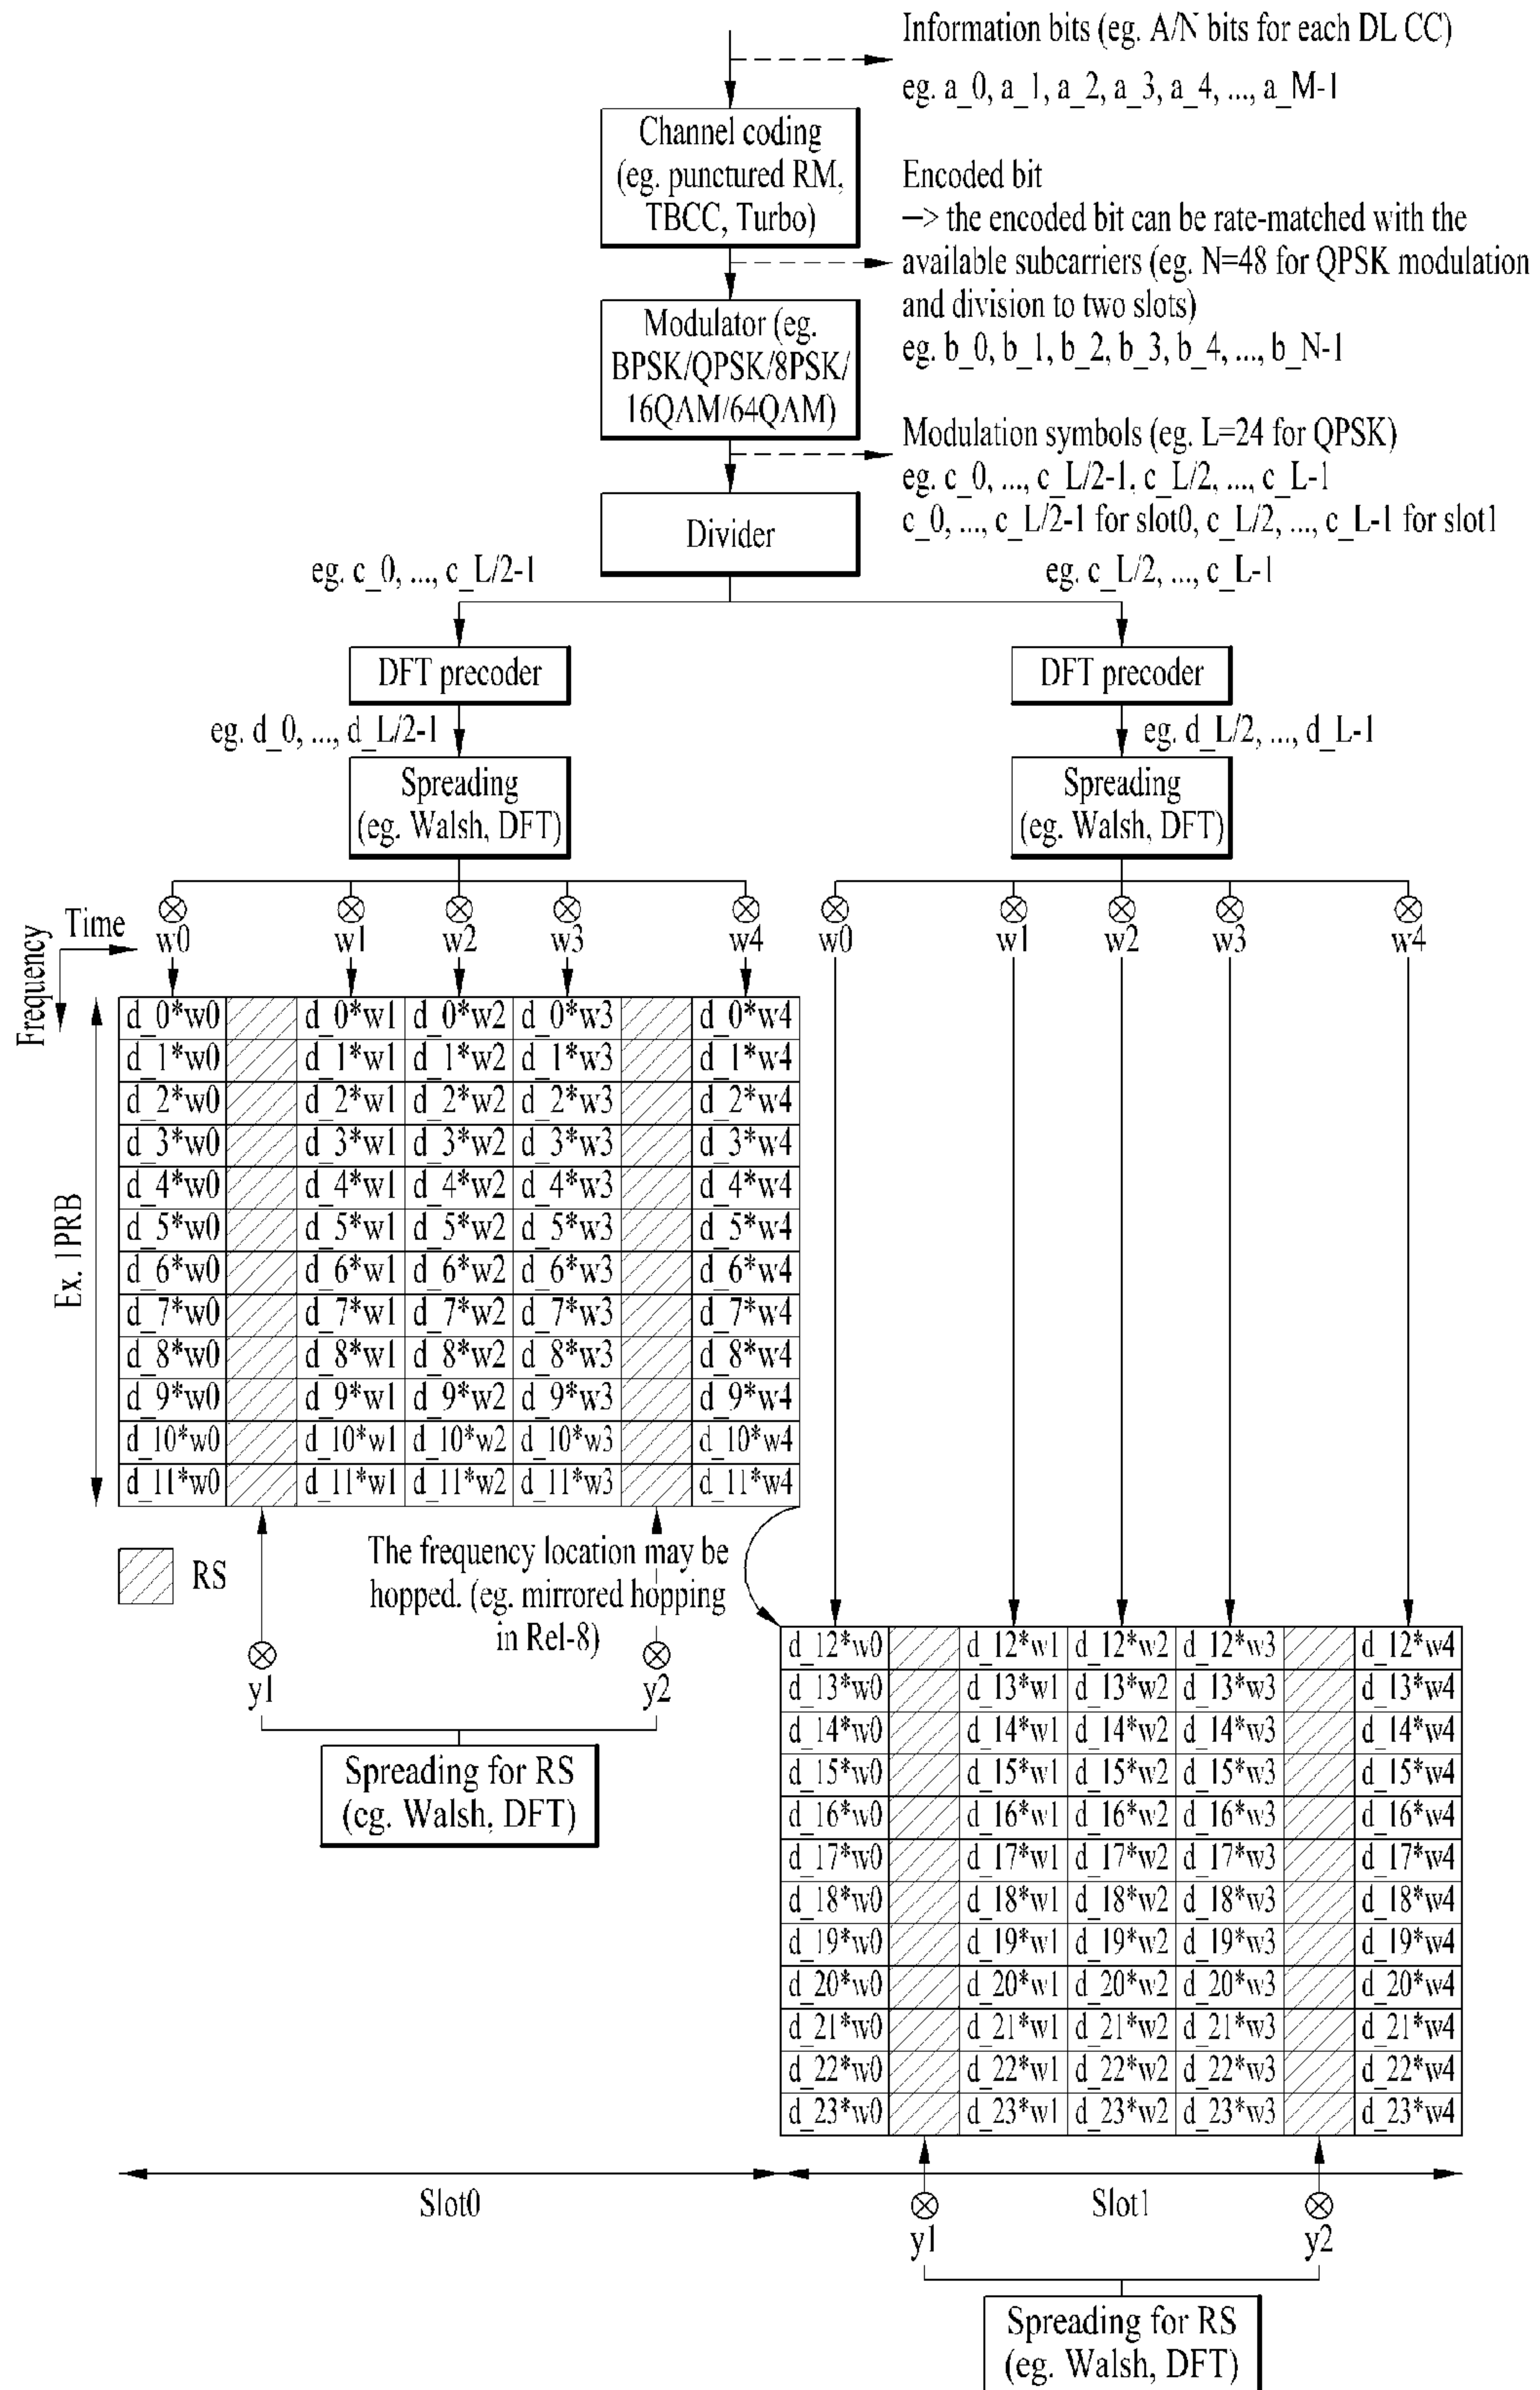 Information bits (eg. A/N bits for each DL CC)
eg. a_0, a_1, a_2, a_3, a_4, ..., a_M-1
Channel coding
(eg. punctured RM,
TBCC, Turbo)
Encoded bit
—> the encoded bit can be rate-matched with the
available subcarriers (eg. N=48 for QPSK modulation
and division to two slots)
eg. b_0, b_1, b_2, b_3, b_4, ..., b_N-1
Modulator (eg.
BPSK/QPSK/8PSK/
16QAM/64QAM)
Modulation symbols (eg. L=24 for QPSK)
eg. c_0, ..., c_L/2-1, c_L/2, ..., c_L-1
c_0, ..., c_L/2-1 for slot0, c_L/2, ..., c_L-1 for slot1
Divider
eg. c_0, ..., c_L/2-1
eg. c_L/2, ..., c_L-1
DFT precoder
DFT precoder
eg. d_0, ..., d_L/2-1
eg. d_L/2, ..., d_L-1
Spreading
(eg. Walsh, DFT)
Spreading
(eg. Walsh, DFT)
Time
Frequency
w0 w1 w2 w3 w4 w0 w1 w2 w3 w4
Ex. 1PRB
d_0*w0 d_0*w1 d_0*w2 d_0*w3 d_0*w4
d_1*w0 d_1*w1 d_1*w2 d_1*w3 d_1*w4
d_2*w0 d_2*w1 d_2*w2 d_2*w3 d_2*w4
d_3*w0 d_3*w1 d_3*w2 d_3*w3 d_3*w4
d_4*w0 d_4*w1 d_4*w2 d_4*w3 d_4*w4
d_5*w0 d_5*w1 d_5*w2 d_5*w3 d_5*w4
d_6*w0 d_6*w1 d_6*w2 d_6*w3 d_6*w4
d_7*w0 d_7*w1 d_7*w2 d_7*w3 d_7*w4
d_8*w0 d_8*w1 d_8*w2 d_8*w3 d_8*w4
d_9*w0 d_9*w1 d_9*w2 d_9*w3 d_9*w4
d_10*w0 d_10*w1 d_10*w2 d_10*w3 d_10*w4
d_11*w0 d_11*w1 d_11*w2 d_11*w3 d_11*w4
RS
The frequency location may be
hopped. (eg. mirrored hopping
in Rel-8)
y1 y2
Spreading for RS
(eg. Walsh, DFT)
d_12*w0 d_12*w1 d_12*w2 d_12*w3 d_12*w4
d_13*w0 d_13*w1 d_13*w2 d_13*w3 d_13*w4
d_14*w0 d_14*w1 d_14*w2 d_14*w3 d_14*w4
d_15*w0 d_15*w1 d_15*w2 d_15*w3 d_15*w4
d_16*w0 d_16*w1 d_16*w2 d_16*w3 d_16*w4
d_17*w0 d_17*w1 d_17*w2 d_17*w3 d_17*w4
d_18*w0 d_18*w1 d_18*w2 d_18*w3 d_18*w4
d_19*w0 d_19*w1 d_19*w2 d_19*w3 d_19*w4
d_20*w0 d_20*w1 d_20*w2 d_20*w3 d_20*w4
d_21*w0 d_21*w1 d_21*w2 d_21*w3 d_21*w4
d_22*w0 d_22*w1 d_22*w2 d_22*w3 d_22*w4
d_23*w0 d_23*w1 d_23*w2 d_23*w3 d_23*w4
Slot0
Slot1
y1 y2
Spreading for RS
(eg. Walsh, DFT)